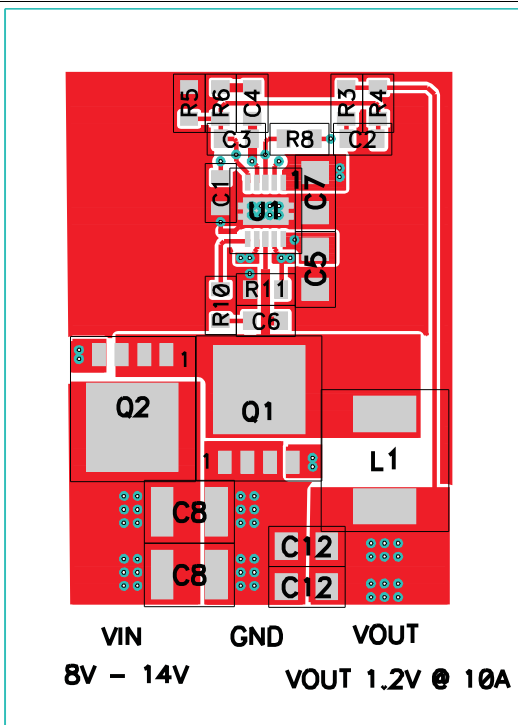 R5 R6 C4 R3 R4
C3 R8 C2
C1 1 C7
U1
C5
R10 R11
C6
1
Q2 Q1
1 L1
C8 C12
C8 C12
VIN GND VOUT
8V - 14V VOUT 1.2V @ 10A